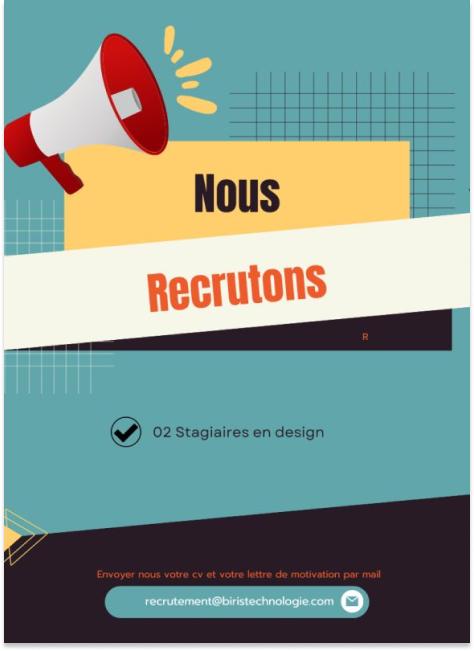 Nous
Recrutons
R
02 Stagiaires en design
Envoyer nous votre cv et votre lettre de motivation par mail
recrutement@biristechnologie.com